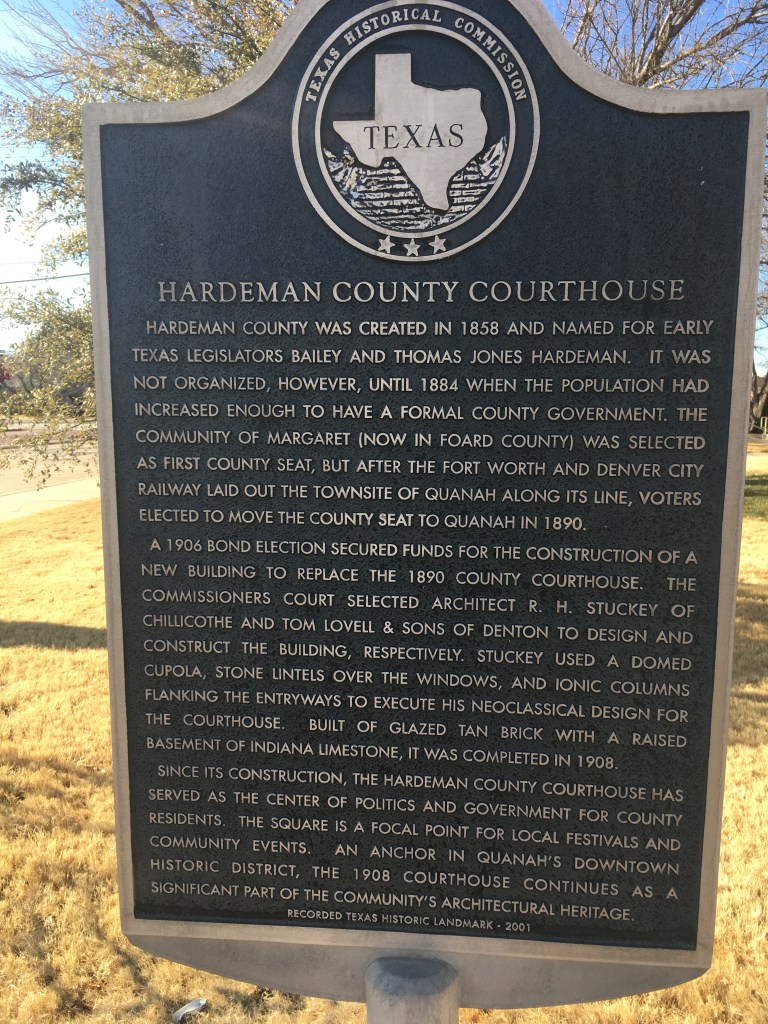 TEXAS HISTORICAL COMMISSION
TEXAS
HARDEMAN COUNTY COURTHOUSE
HARDEMAN COUNTY WAS CREATED IN 1858 AND NAMED FOR EARLY
TEXAS LEGISLATORS BAILEY AND THOMAS JONES HARDEMAN. IT WAS
NOT ORGANIZED, HOWEVER, UNTIL 1884 WHEN THE POPULATION HAD
INCREASED ENOUGH TO HAVE A FORMAL COUNTY GOVERNMENT. THE
COMMUNITY OF MARGARET (NOW IN FOARD COUNTY) WAS SELECTED
AS FIRST COUNTY SEAT, BUT AFTER THE FORT WORTH AND DENVER CITY
RAILWAY LAID OUT THE TOWNSITE OF QUANAH ALONG ITS LINE, VOTERS
ELECTED TO MOVE THE COUNTY SEAT TO QUANAH IN 1890.
A 1906 BOND ELECTION SECURED FUNDS FOR THE CONSTRUCTION OF A
NEW BUILDING TO REPLACE THE 1890 COUNTY COURTHOUSE. THE
COMMISSIONERS COURT SELECTED ARCHITECT R. H. STUCKEY OF
CHILLICOTHE AND TOM LOVELL & SONS OF DENTON TO DESIGN AND
CONSTRUCT THE BUILDING, RESPECTIVELY. STUCKEY USED A DOMED
CUPOLA, STONE LINTELS OVER THE WINDOWS, AND IONIC COLUMNS
FLANKING THE ENTRYWAYS TO EXECUTE HIS NEOCLASSICAL DESIGN FOR
THE COURTHOUSE. BUILT OF GLAZED TAN BRICK WITH A RAISED
BASEMENT OF INDIANA LIMESTONE, IT WAS COMPLETED IN 1908.
SINCE ITS CONSTRUCTION, THE HARDEMAN COUNTY COURTHOUSE HAS
SERVED AS THE CENTER OF POLITICS AND GOVERNMENT FOR COUNTY
RESIDENTS. THE SQUARE IS A FOCAL POINT FOR LOCAL FESTIVALS AND
COMMUNITY EVENTS. AN ANCHOR IN QUANAH'S DOWNTOWN
HISTORIC DISTRICT, THE 1908 COURTHOUSE CONTINUES AS A
SIGNIFICANT PART OF THE COMMUNITY'S ARCHITECTURAL HERITAGE.
RECORDED TEXAS HISTORIC LANDMARK - 2001